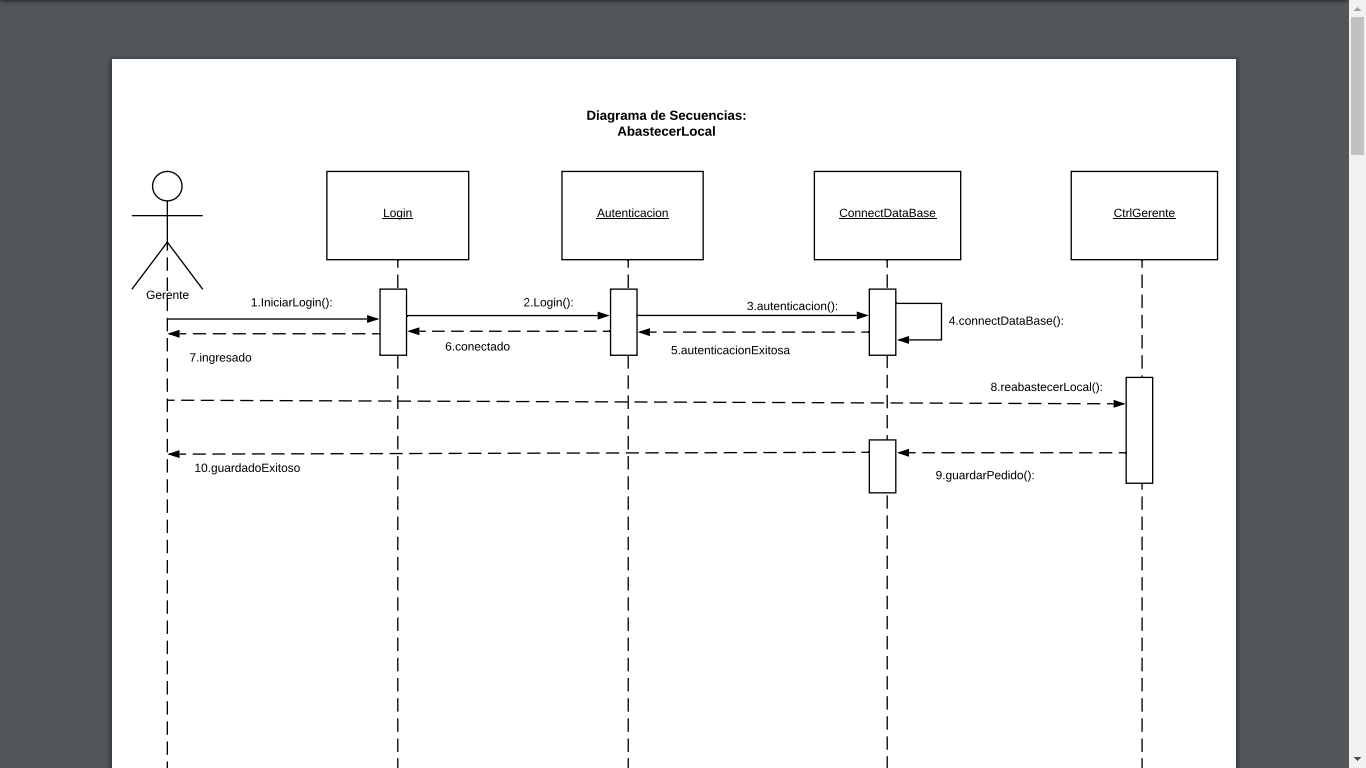 Diagrama de Secuencias:
AbastecerLocal
Login
Autenticacion
ConnectDataBase
CtrlGerente
Gerente
1.IniciarLogin():
2.Login():
3.autenticacion():
4.connectDataBase():
7.ingresado
6.conectado
5.autenticacionExitosa
8.reabastecerLocal():
10.guardadoExitoso
9.guardarPedido():